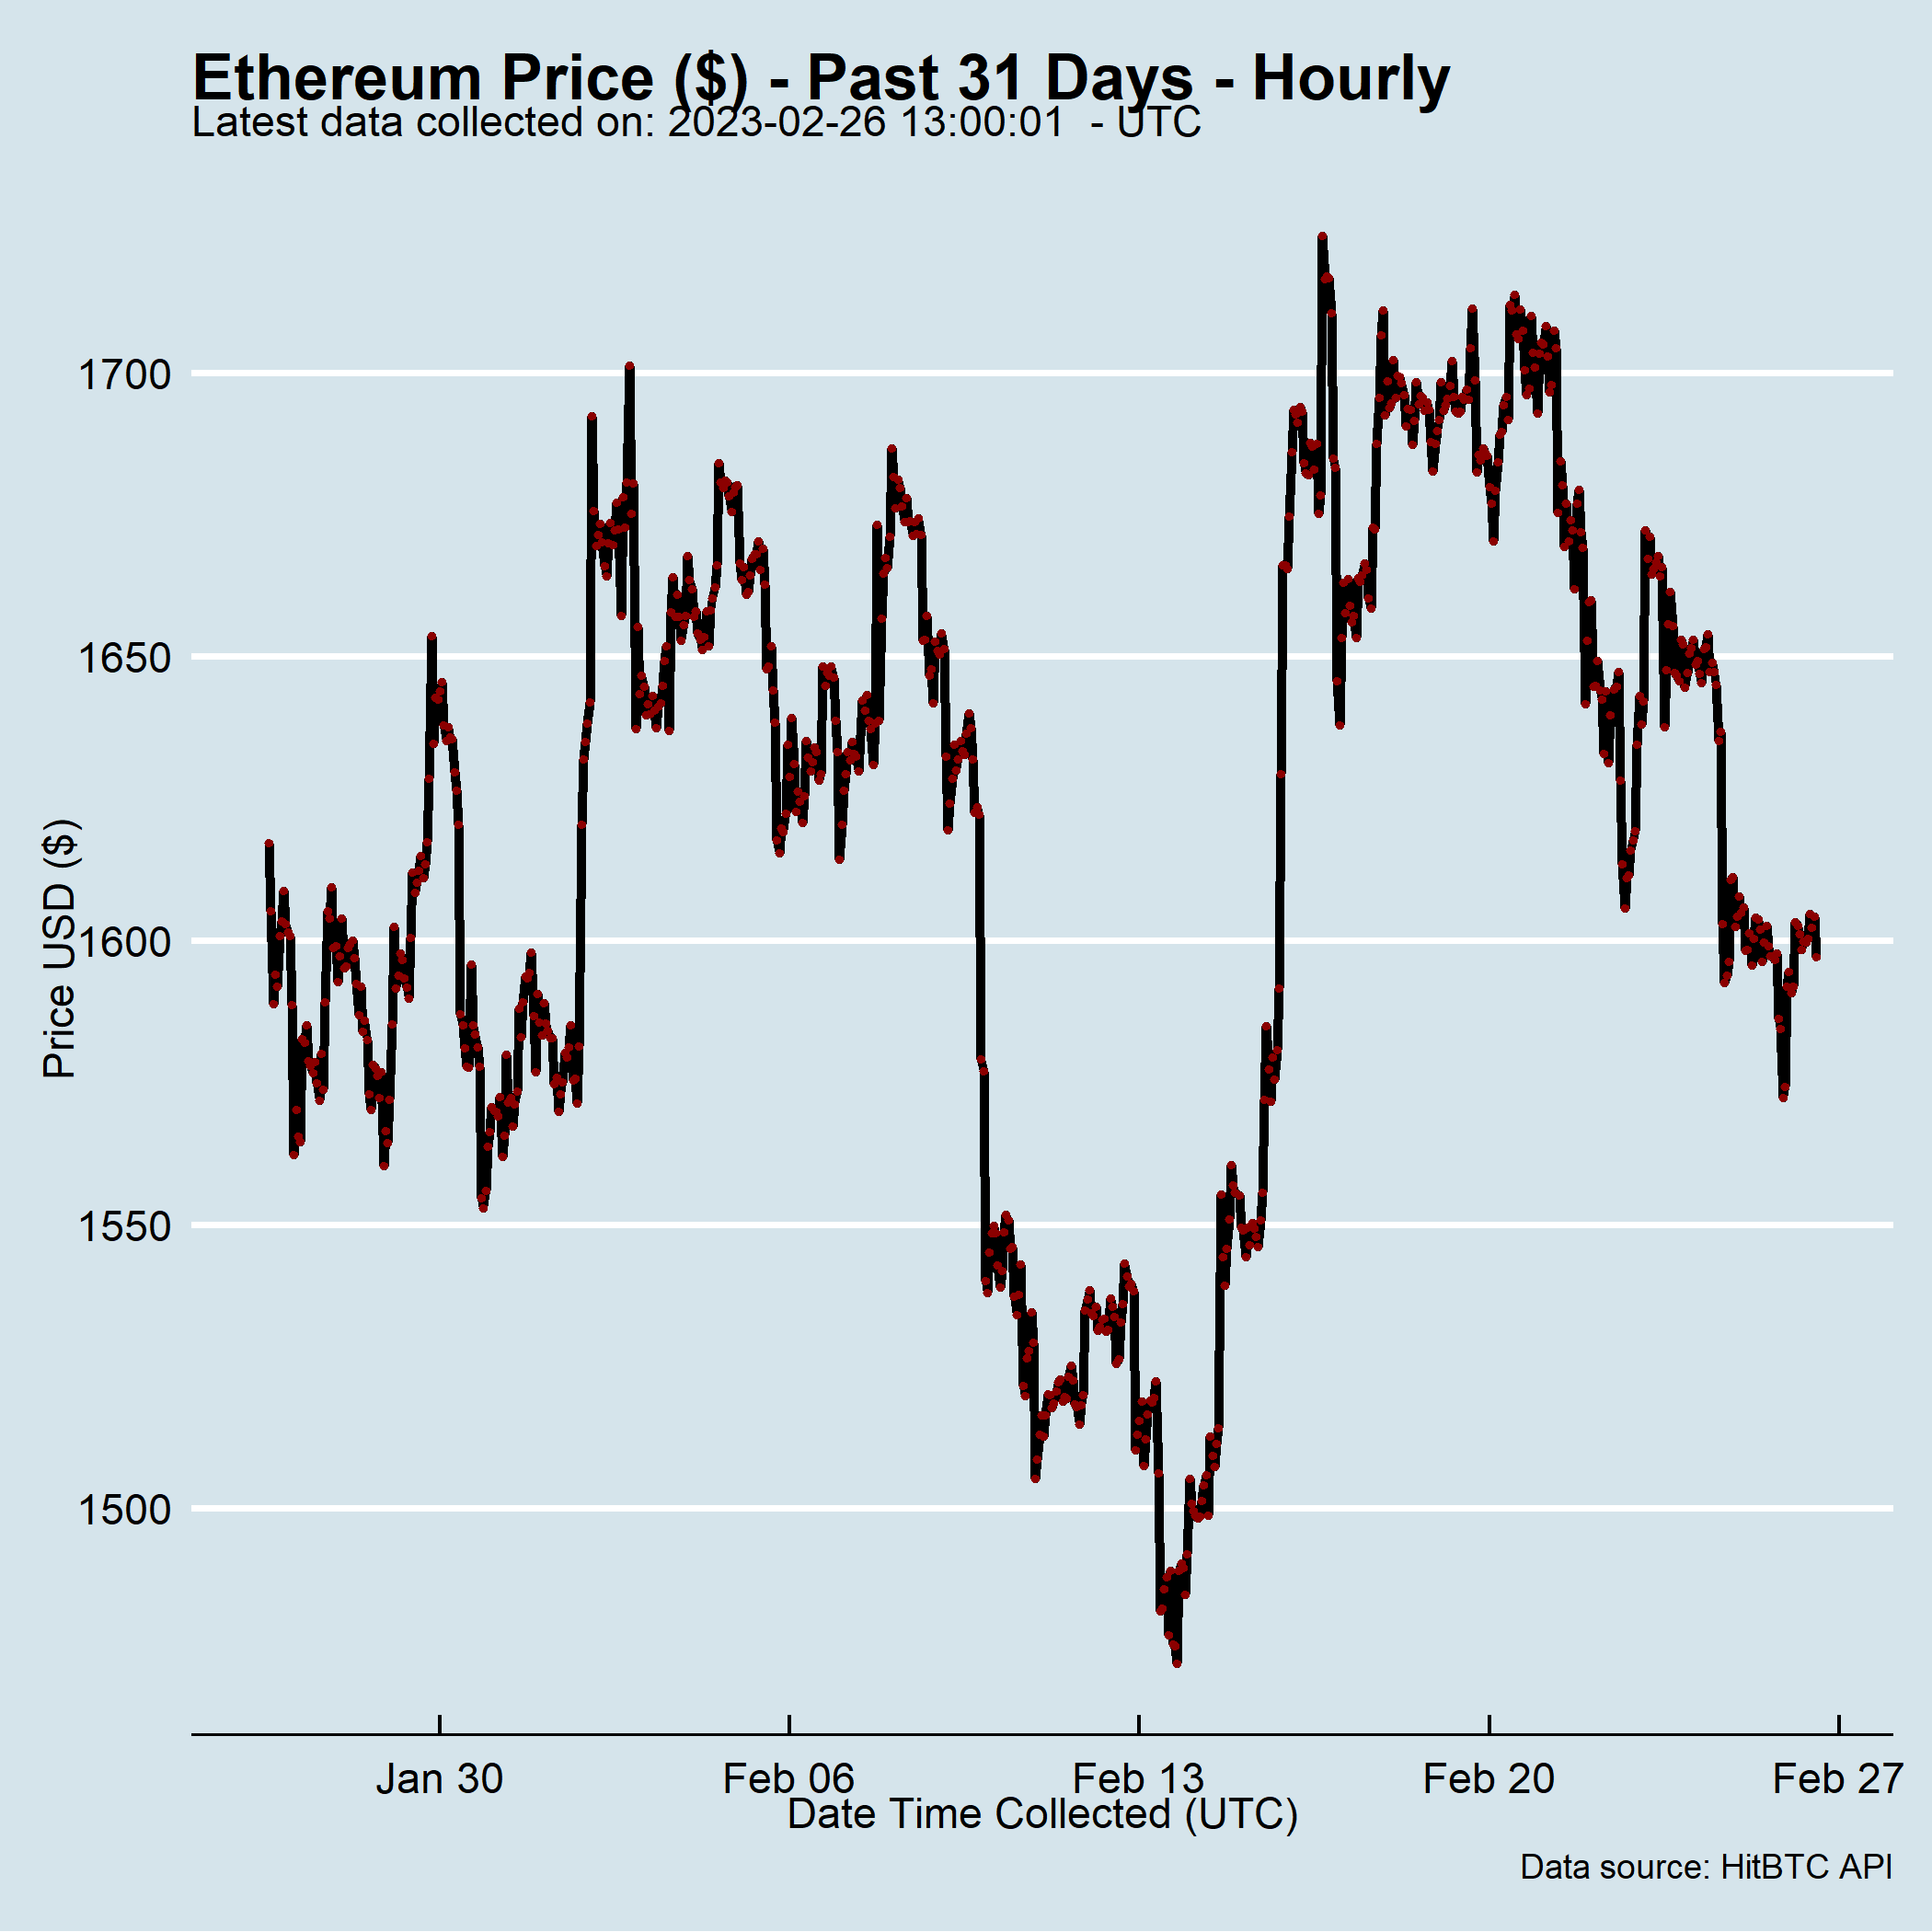 Ethereum Price ($) - Past 31 Days - Hourly
Latest data collected on: 2023-02-26 13:00:01  - UTC
Price USD ($)
1700
1650
1600
1550
1500
Jan 30
Feb 06
Feb 13
Feb 20
Feb 27
Date Time Collected (UTC)
Data source: HitBTC API